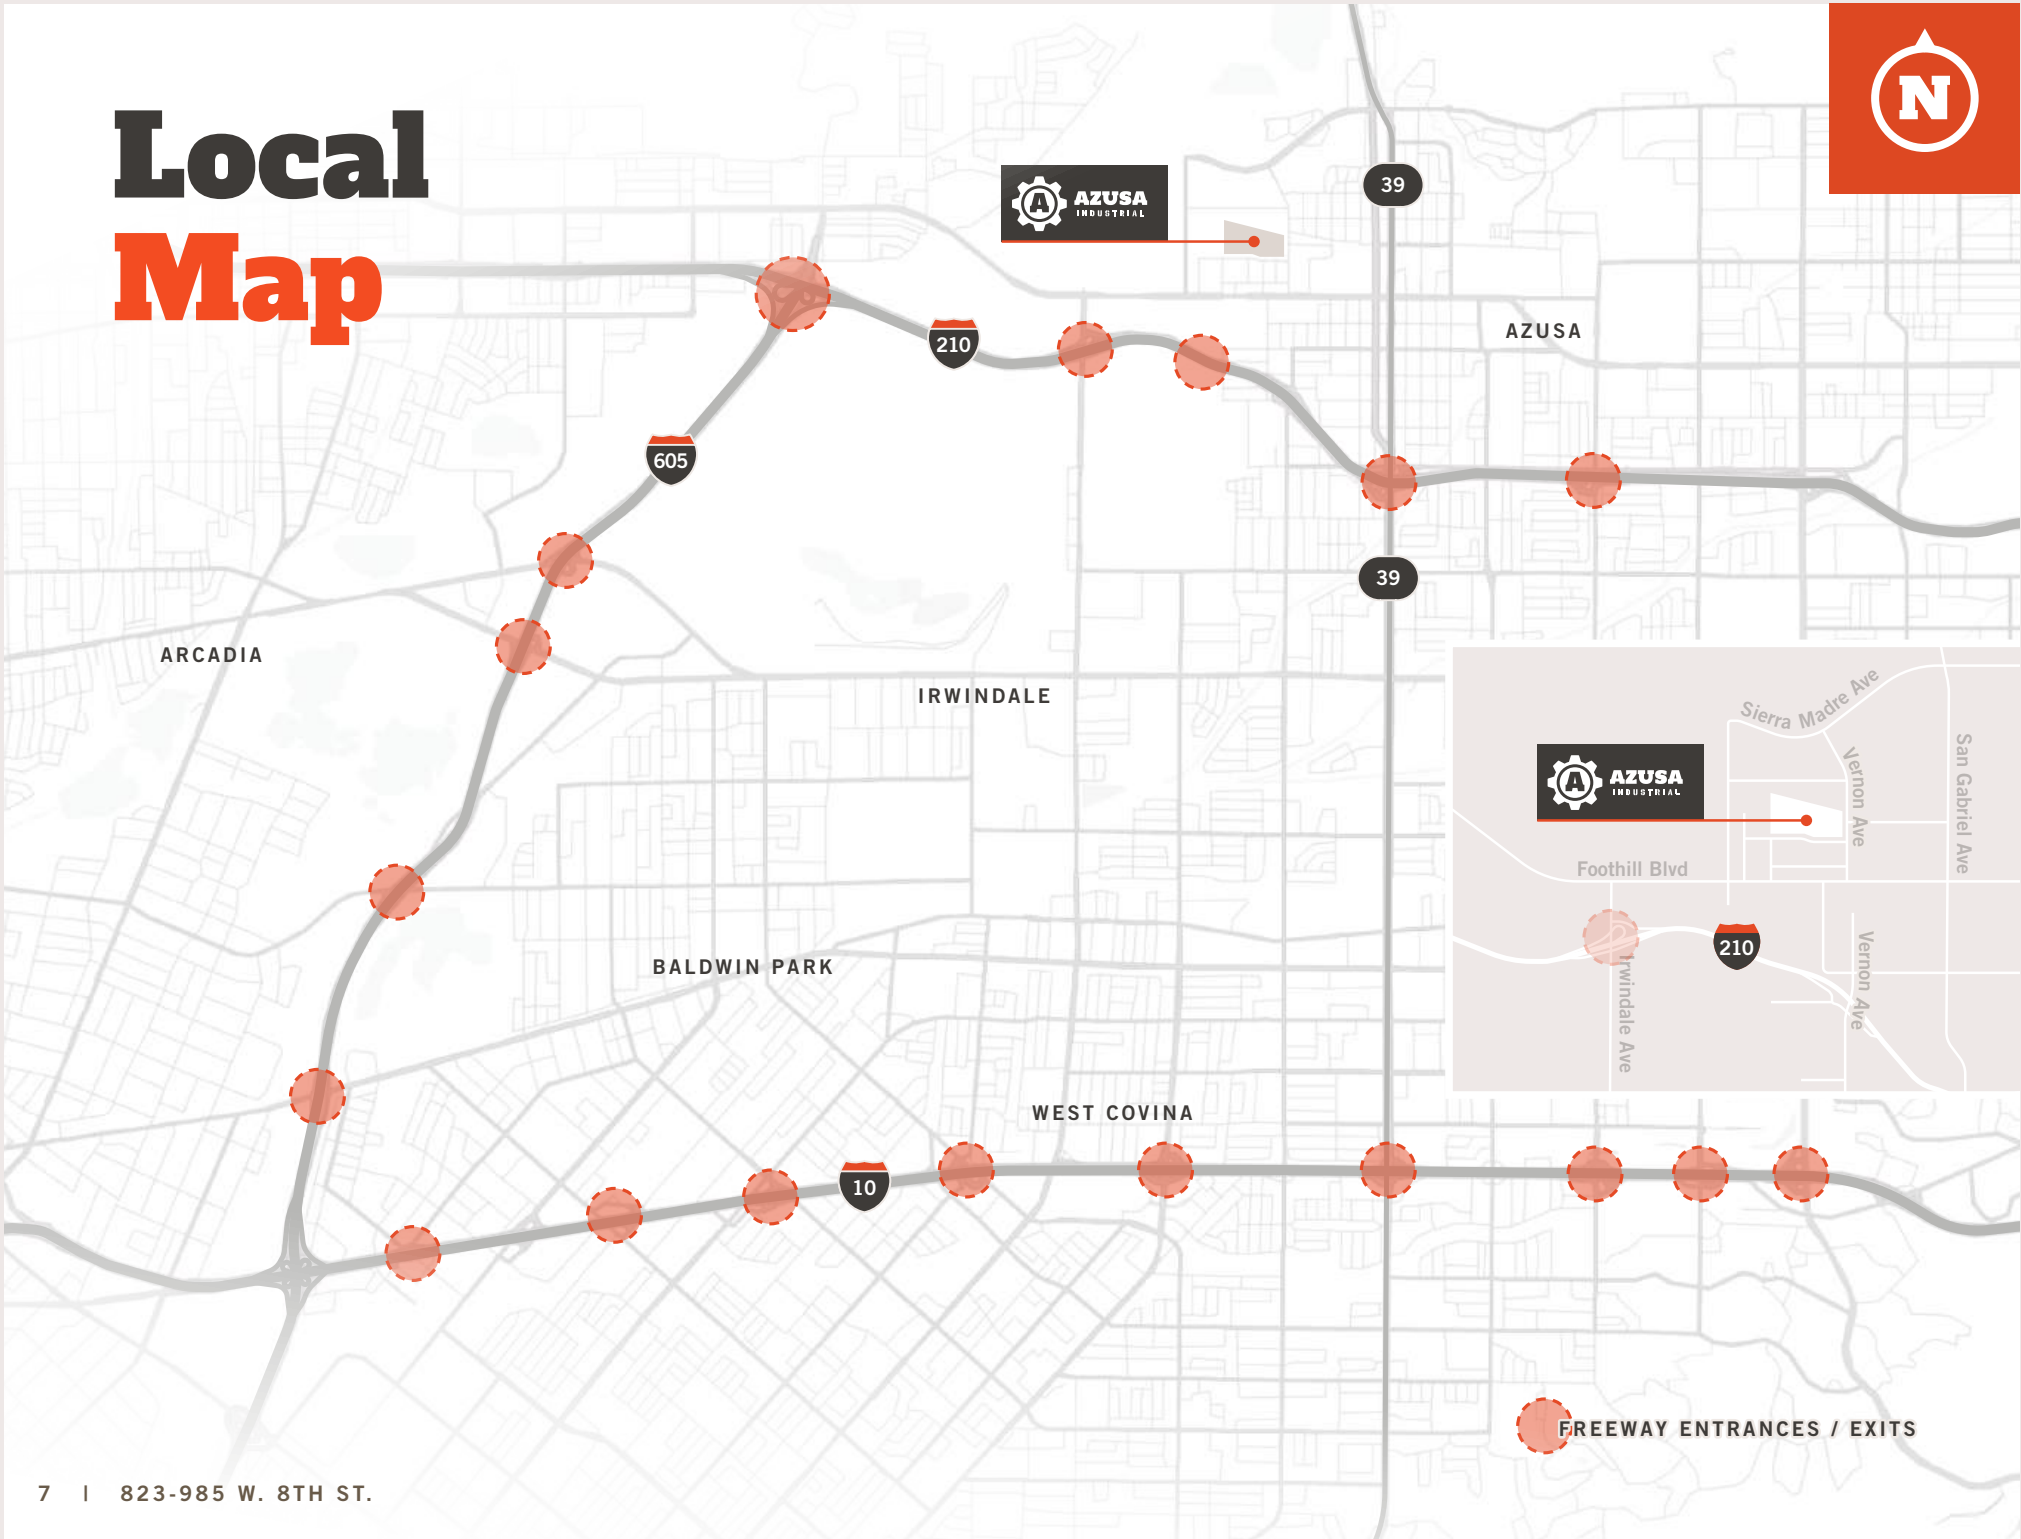 Local
Map
N
A AZUSA
INDUSTRIAL
39
210
AZUSA
605
39
ARCADIA
IRWINDALE
Sierra Madre Ave
Vernon Ave
San Gabriel Ave
A AZUSA
INDUSTRIAL
Foothill Blvd
210
Irwindale Ave
Vernon Ave
BALDWIN PARK
WEST COVINA
10
FREEWAY ENTRANCES / EXITS
7 | 823-985 W. 8TH ST.